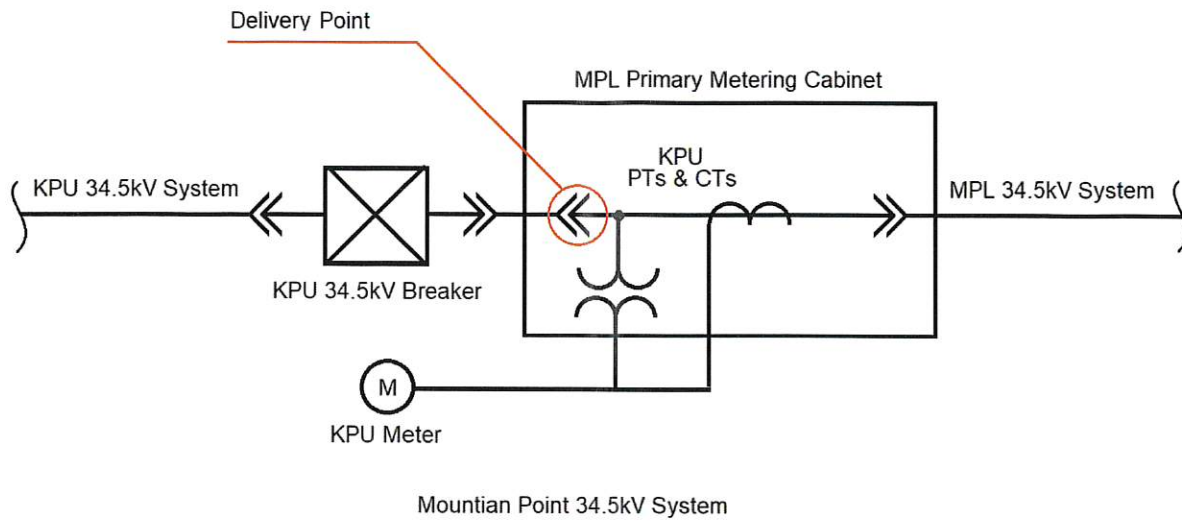 Delivery Point
MPL Primary Metering Cabinet
KPU
PTs & CTs
KPU 34.5kV System
MPL 34.5kV System
KPU 34.5kV Breaker
M
KPU Meter
Mountian Point 34.5kV System